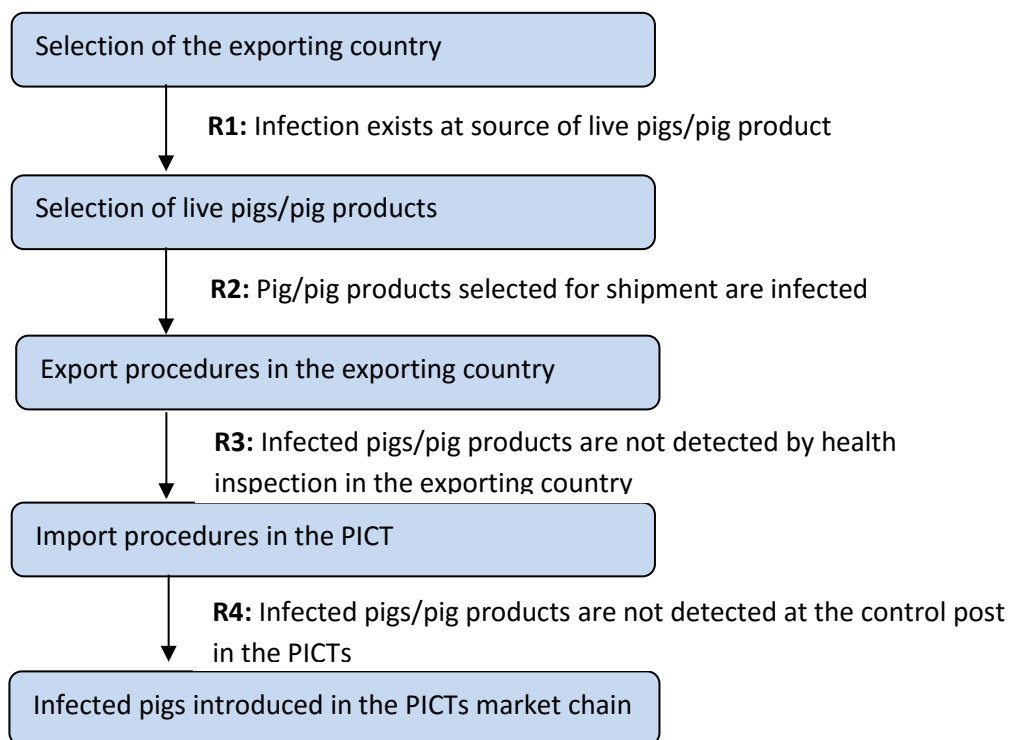 Selection of the exporting country
R1: Infection exists at source of live pigs/pig product
Selection of live pigs/pig products
R2: Pig/pig products selected for shipment are infected
Export procedures in the exporting country
R3: Infected pigs/pig products are not detected by health
inspection in the exporting country
Import procedures in the PICT
R4: Infected pigs/pig products are not detected at the control post
in the PICTs
Infected pigs introduced in the PICTs market chain